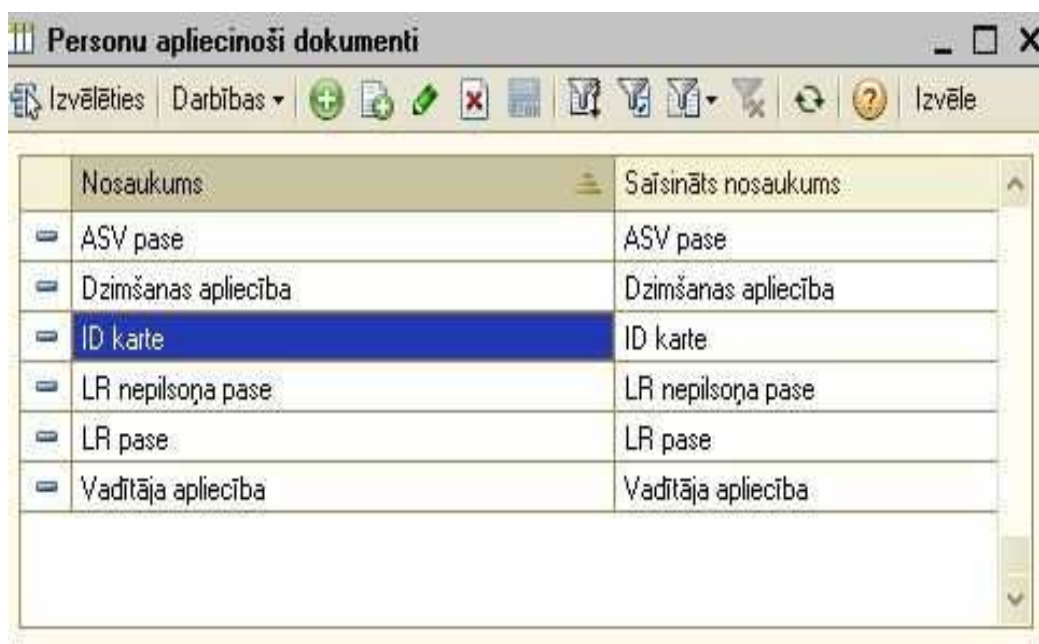 Personu apliecinoši dokumenti
Izvēlēties Darbības Izvēle
Nosaukums Saīsināts nosaukums
ASV pase ASV pase
Dzimšanas apliecība Dzimšanas apliecība
ID karte ID karte
LR nepilsoņa pase LR nepilsoņa pase
LR pase LR pase
Vadītāja apliecība Vadītāja apliecība